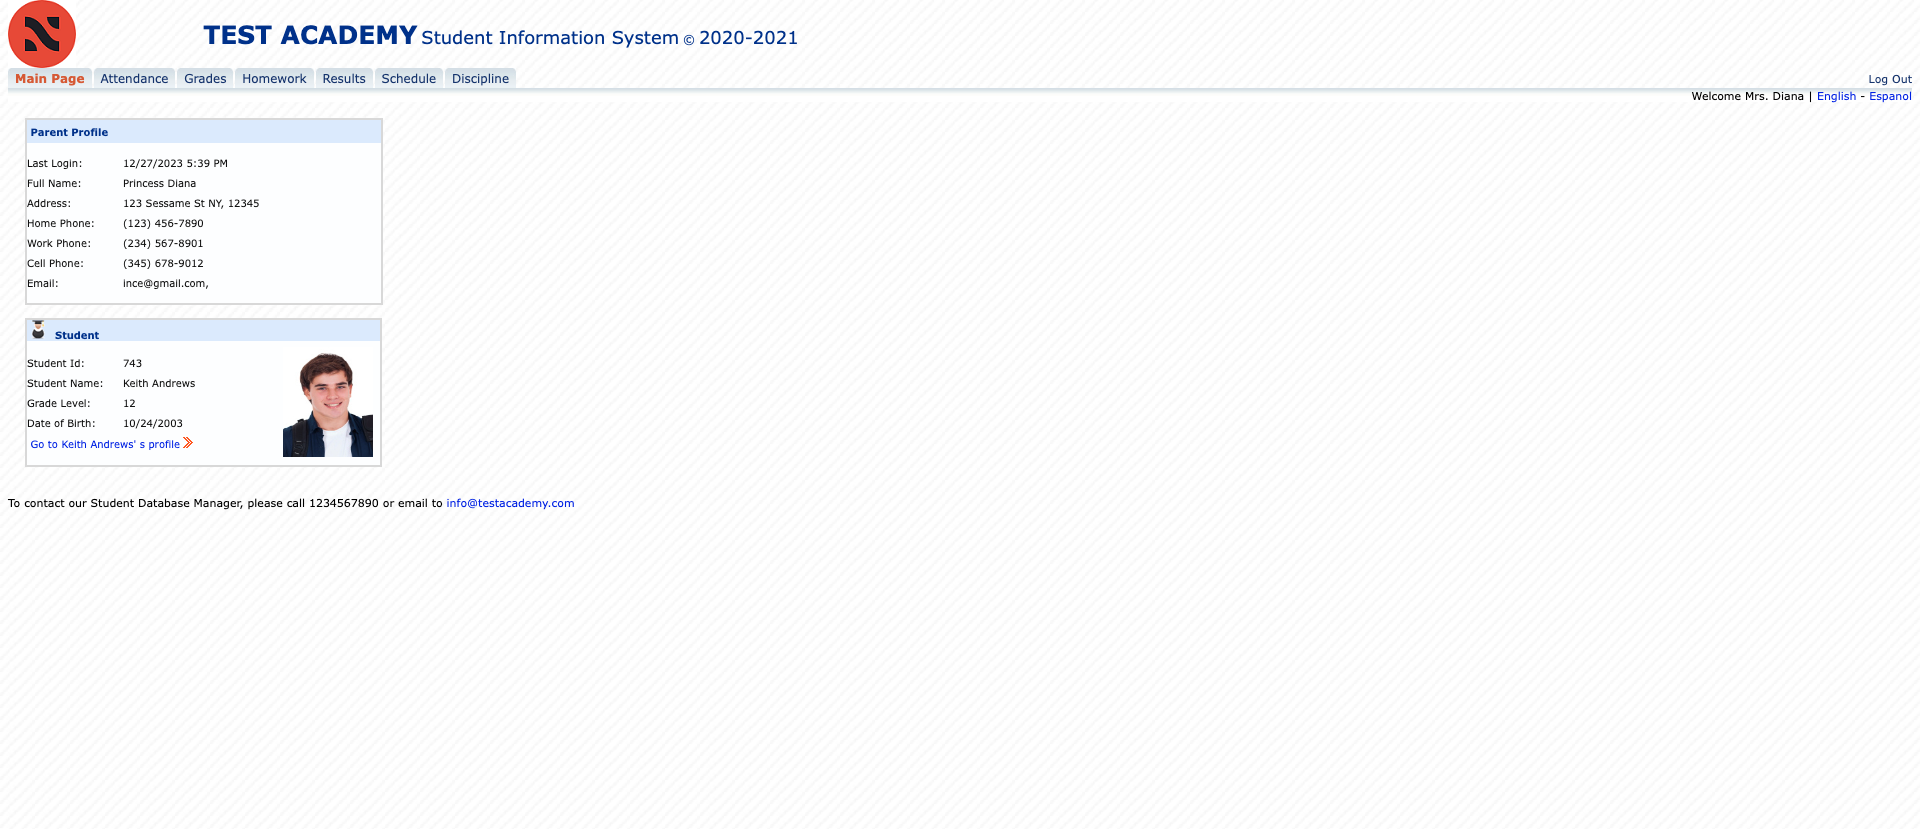 TEST ACADEMY Student Information System © 2020-2021
Main Page Attendance Grades Homework Results Schedule Discipline Log Out
Welcome Mrs. Diana | English - Espanol
Parent Profile
Last Login: 12/27/2023 5:39 PM
Full Name: Princess Diana
Address: 123 Sessame St NY, 12345
Home Phone: (123) 456-7890
Work Phone: (234) 567-8901
Cell Phone: (345) 678-9012
Email: ince@gmail.com,
Student
Student Id: 743
Student Name: Keith Andrews
Grade Level: 12
Date of Birth: 10/24/2003
Go to Keith Andrews' s profile
To contact our Student Database Manager, please call 1234567890 or email to info@testacademy.com